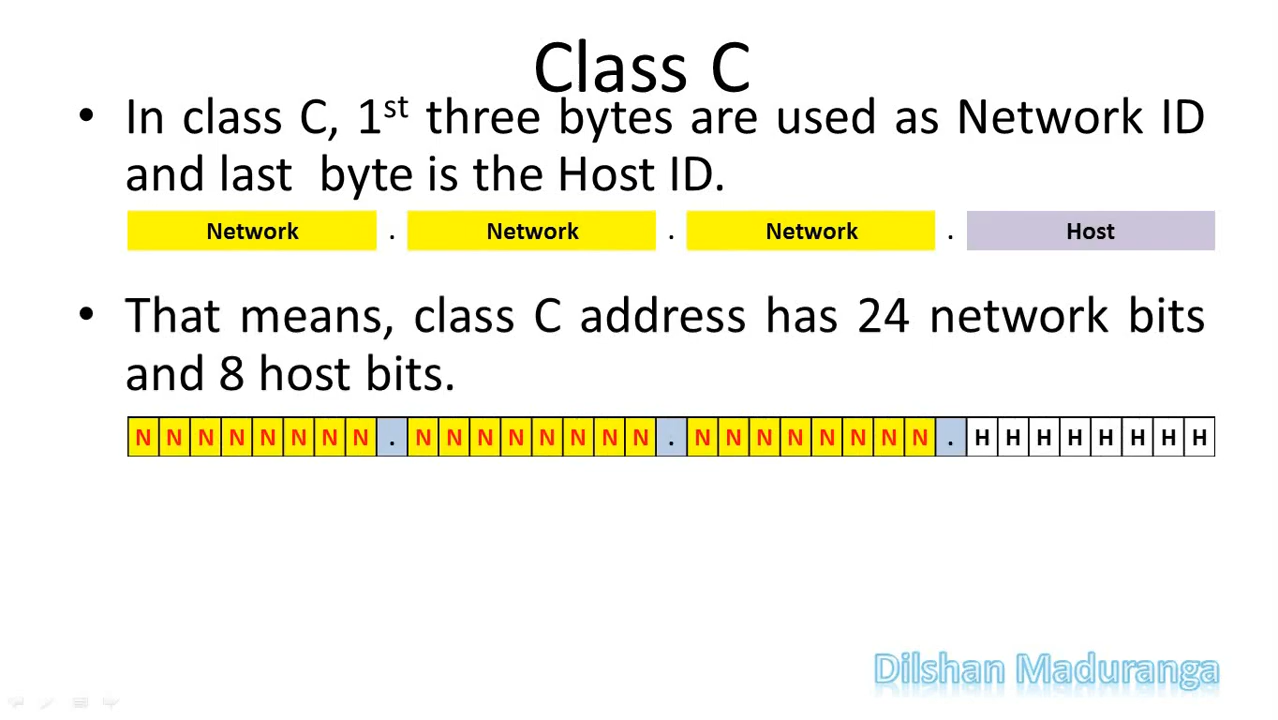 Class C
• In class C, 1st three bytes are used as Network ID
and last  byte is the Host ID.
Network . Network . Network . Host
• That means, class C address has 24 network bits
and 8 host bits.
N N N N N N N N . N N N N N N N N . N N N N N N N N . H H H H H H H H
Dilshan Maduranga